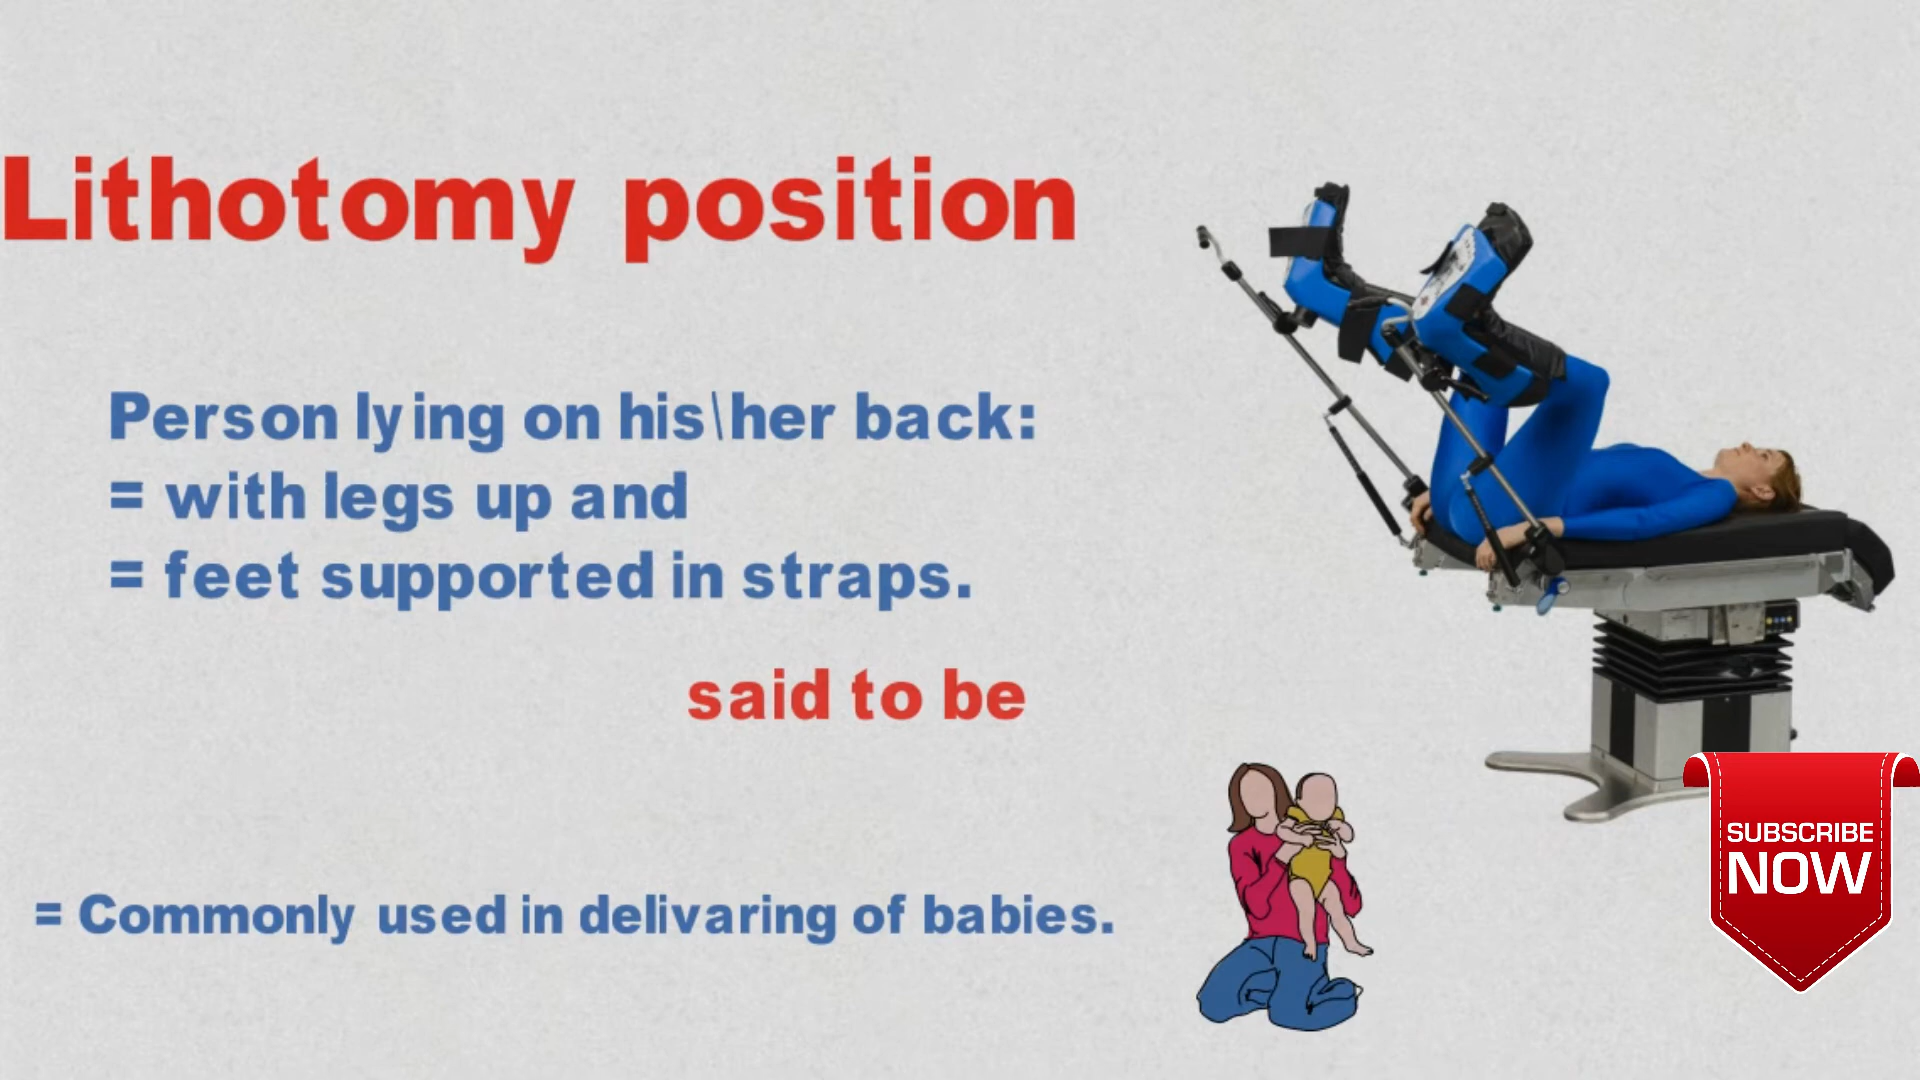 Lithotomy position
Person lying on his\her back:
= with legs up and
= feet supported in straps.
said to be
= Commonly used in delivaring of babies.
SUBSCRIBE
NOW